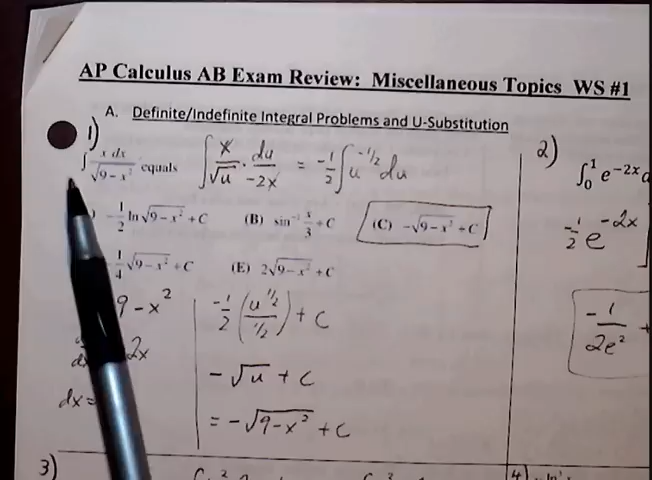 AP Calculus AB Exam Review: Miscellaneous Topics WS #1
A. Definite/Indefinite Integral Problems and U-Substitution
1)
∫ x dx / √(9−x²) equals
∫ x/√u · du/−2x = −1/2 ∫ u^(−1/2) du
) −1/2 ln √(9−x²) + C
(B) sin⁻¹ x/3 + C
(C) −√(9−x²) + C
1/4 √(9−x²) + C
(E) 2√(9−x²) + C
9 − x²
2x
dx =
−1/2 (u^(1/2) / (1/2)) + C
−√u + C
= −√(9−x²) + C
2)
∫₀¹ e^(−2x) d
−1/2 e^(−2x) ]
−1/(2e²) +
3)
4)